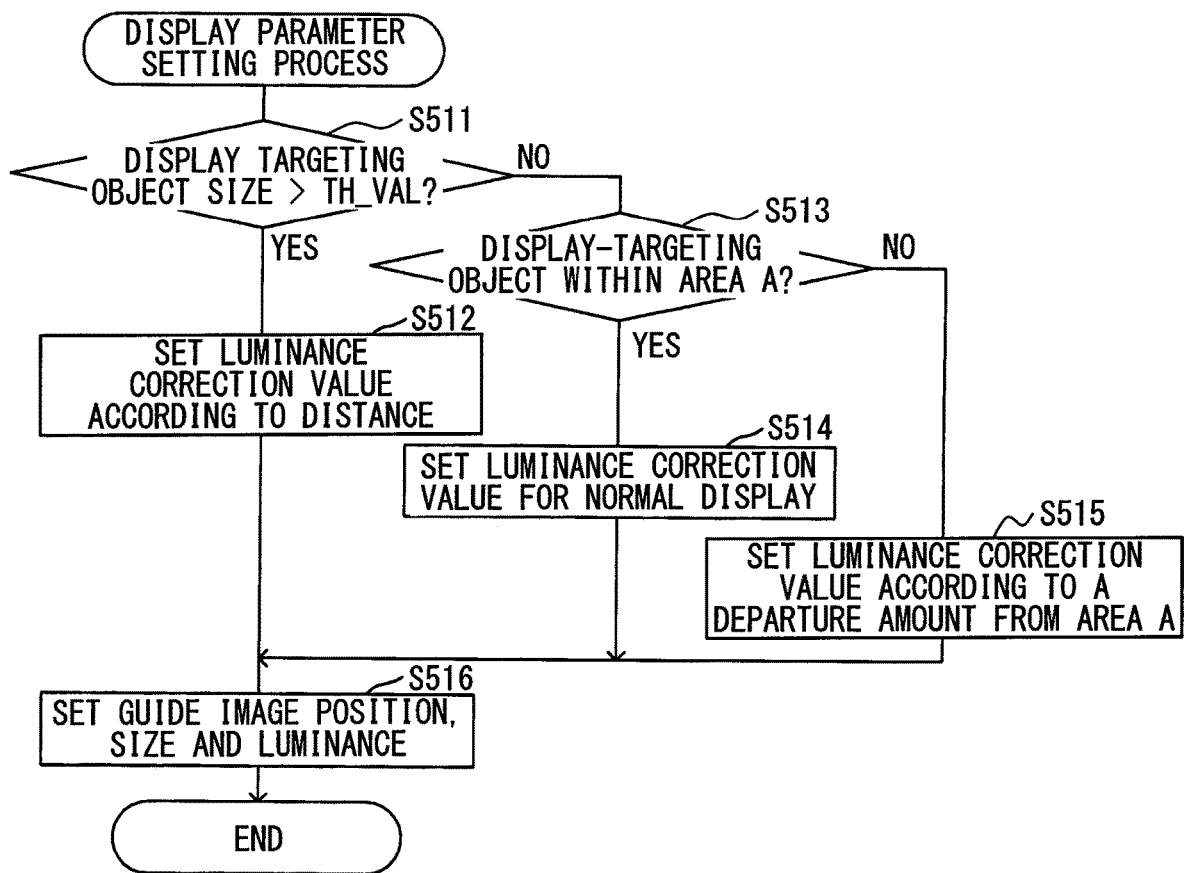 DISPLAY PARAMETER
SETTING PROCESS
S511
DISPLAY TARGETING
OBJECT SIZE > TH_VAL?
NO
YES
S513
DISPLAY-TARGETING
OBJECT WITHIN AREA A?
NO
YES
S512
SET LUMINANCE
CORRECTION VALUE
ACCORDING TO DISTANCE
S514
SET LUMINANCE CORRECTION
VALUE FOR NORMAL DISPLAY
S515
SET LUMINANCE CORRECTION
VALUE ACCORDING TO A
DEPARTURE AMOUNT FROM AREA A
S516
SET GUIDE IMAGE POSITION,
SIZE AND LUMINANCE
END